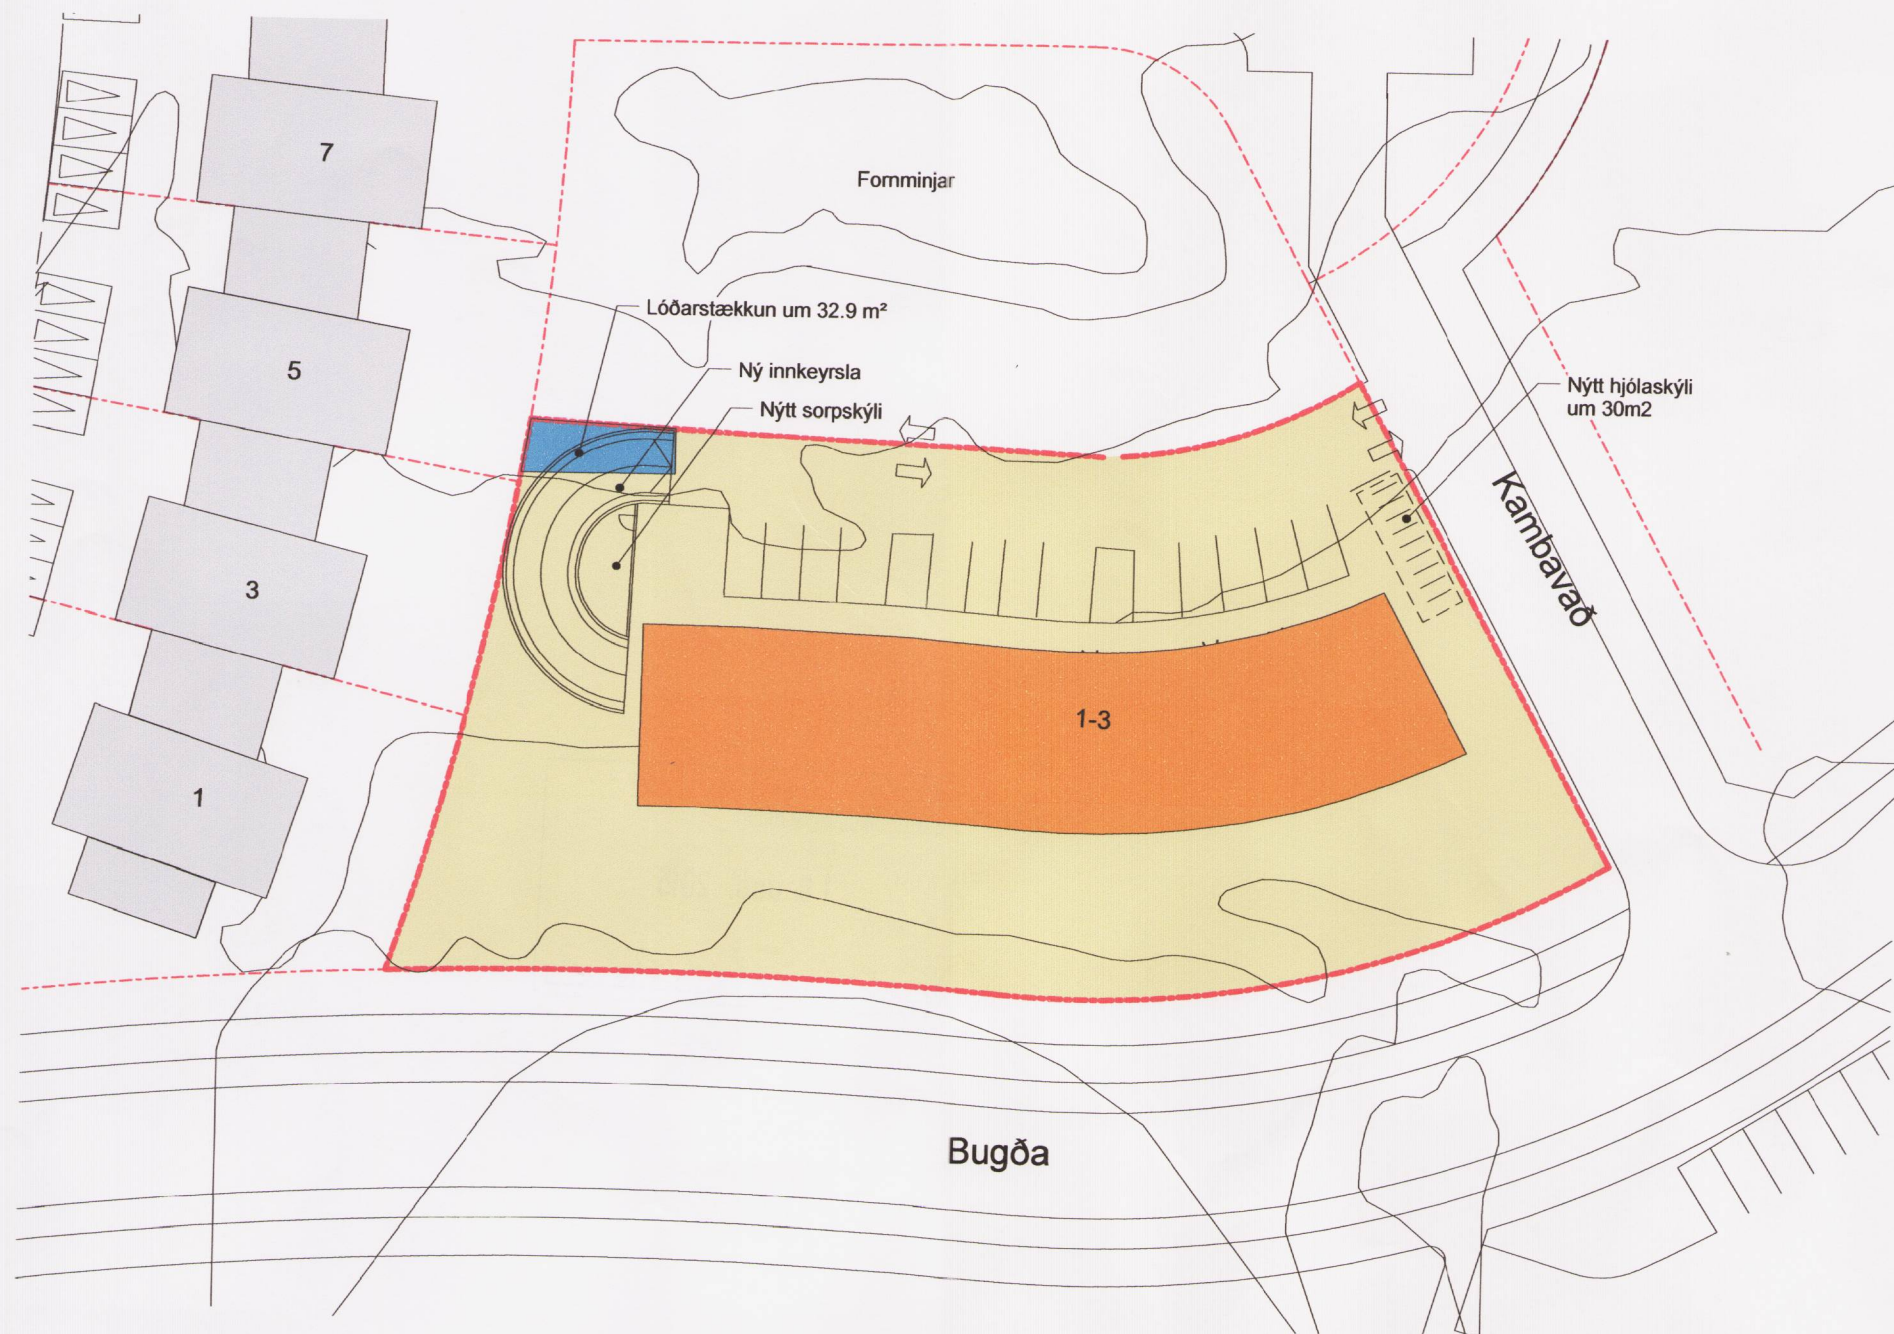 7
Fornminjar
Lóðarstækkun um 32.9 m²
5
Ný innkeyrsla
Nýtt hjólaskýli
um 30m2
Nýtt sorpskýli
Kambavað
3
1-3
1
Bugða